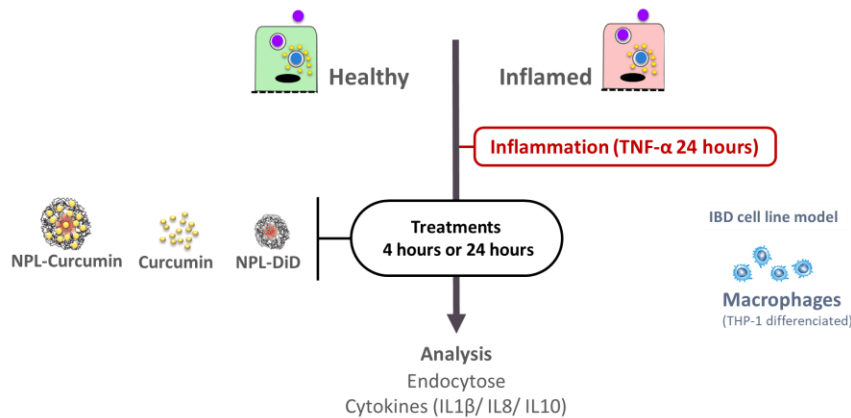 Healthy
Inflamed
Inflammation (TNF-α 24 hours)
Treatments
4 hours or 24 hours
NPL-Curcumin
Curcumin
NPL-DiD
IBD cell line model
Macrophages
(THP-1 differenciated)
Analysis
Endocytose
Cytokines (IL1β/ IL8/ IL10)